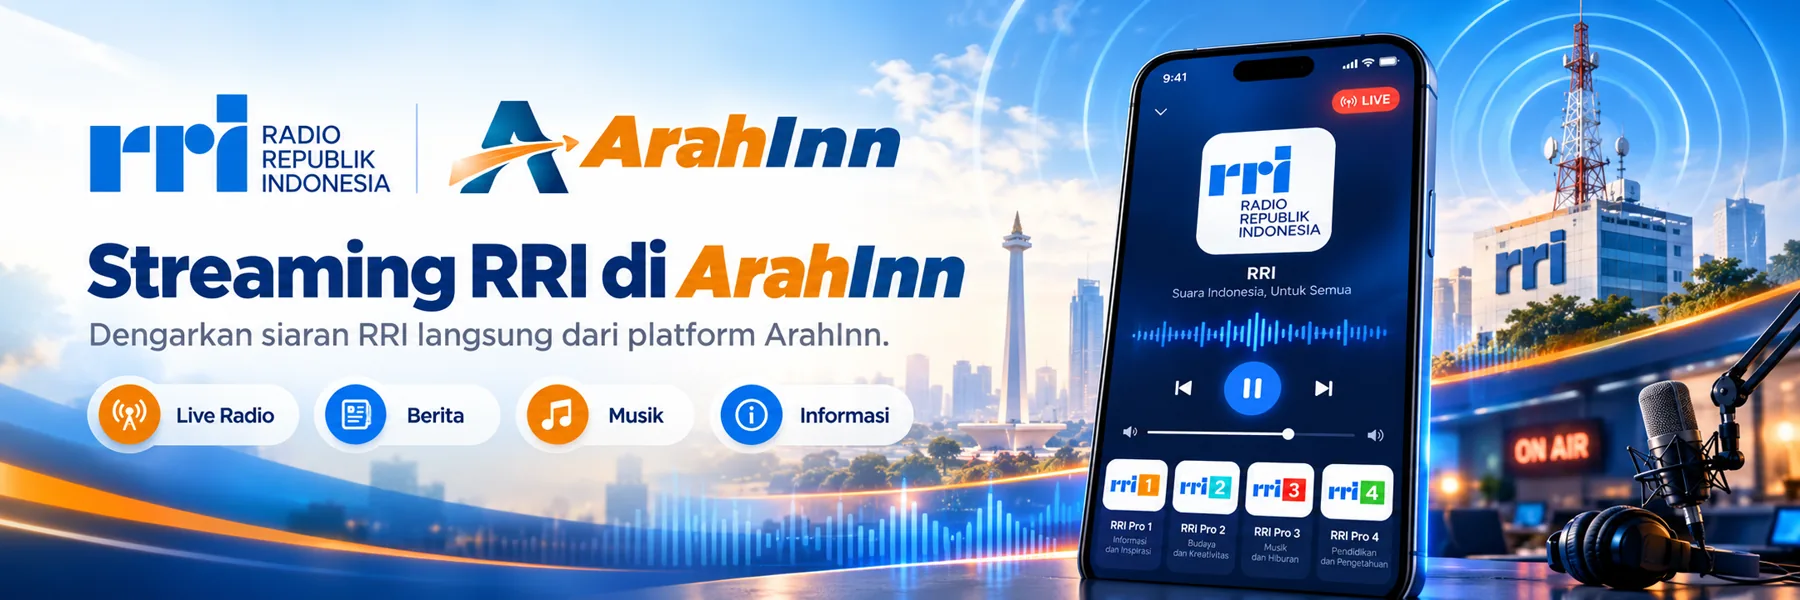 rri RADIO
REPUBLIK
INDONESIA
ArahInn
Streaming RRI di ArahInn
Dengarkan siaran RRI langsung dari platform ArahInn.
Live Radio
Berita
Musik
Informasi
9:41
LIVE
rri
RADIO
REPUBLIK
INDONESIA
RRI
Suara Indonesia, Untuk Semua
rri 1
rri 2
rri 3
rri 4
RRI Pro 1
Informasi
dan Inspirasi
RRI Pro 2
Budaya
dan Kreativitas
RRI Pro 3
Musik
dan Hiburan
RRI Pro 4
Pendidikan
dan Pengetahuan
rri
ON AIR